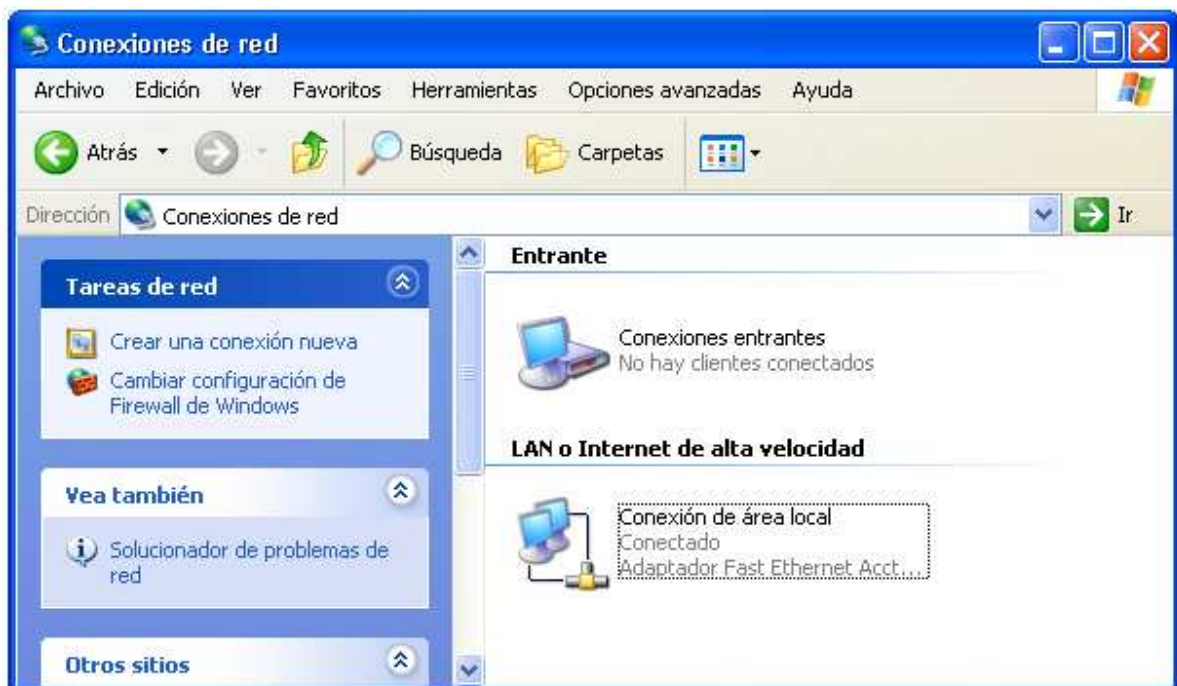 Conexiones de red
Archivo Edición Ver Favoritos Herramientas Opciones avanzadas Ayuda
Atrás Búsqueda Carpetas
Dirección Conexiones de red Ir
Tareas de red
Crear una conexión nueva
Cambiar configuración de
Firewall de Windows
Vea también
Solucionador de problemas de
red
Otros sitios
Entrante
Conexiones entrantes
No hay clientes conectados
LAN o Internet de alta velocidad
Conexión de área local
Conectado
Adaptador Fast Ethernet Acct...